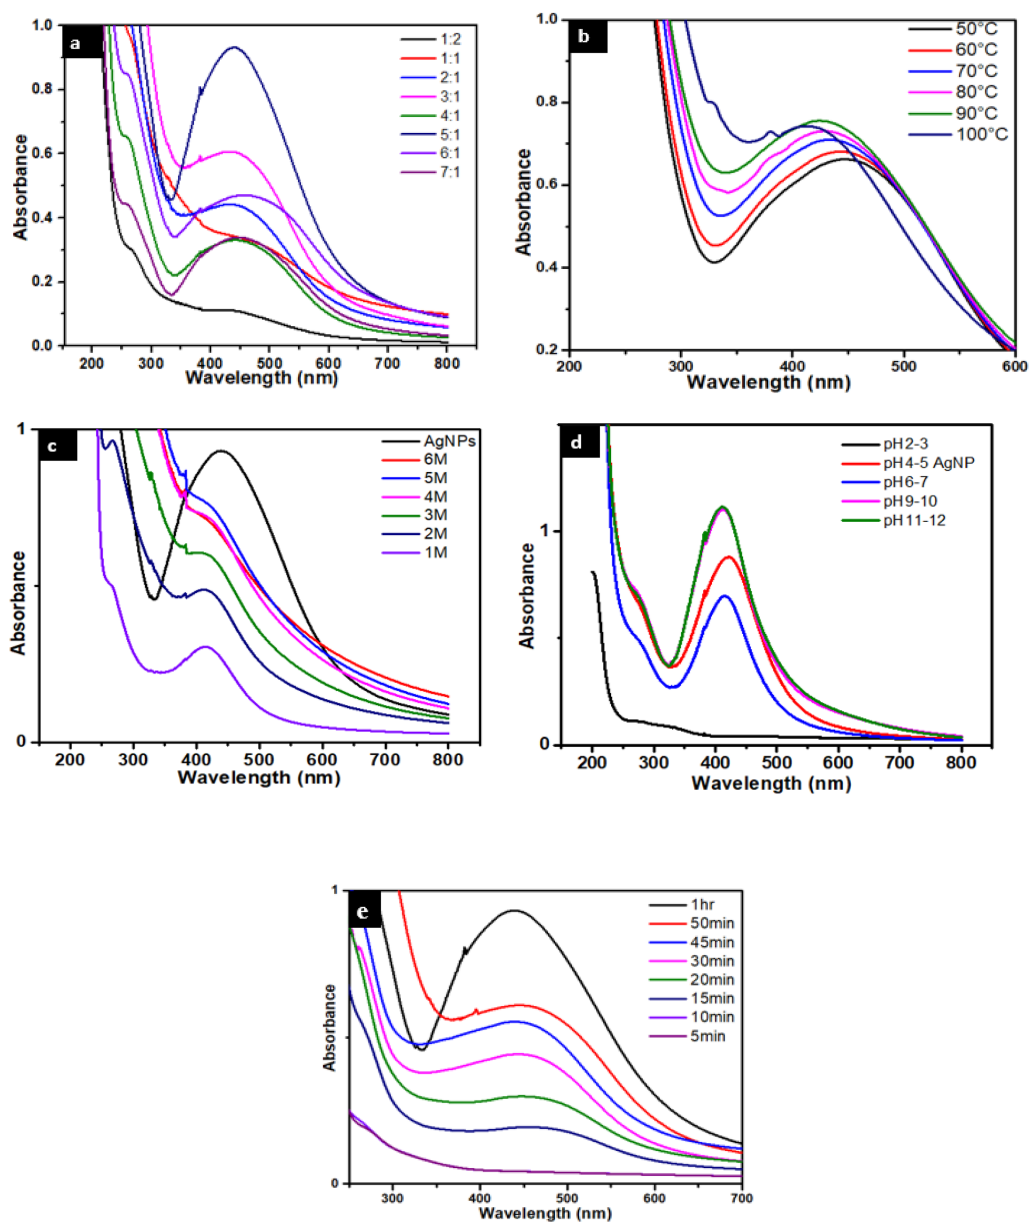 a
1.0
0.8
0.6
0.4
0.2
0.0
Absorbance
200 300 400 500 600 700 800
Wavelength (nm)
1:2
1:1
2:1
3:1
4:1
5:1
6:1
7:1
b
1.0
0.8
0.6
0.4
0.2
Absorbance
200 300 400 500 600
Wavelength (nm)
50°C
60°C
70°C
80°C
90°C
100°C
c
1
1
Absorbance
200 300 400 500 600 700 800
Wavelength (nm)
AgNPs
6M
5M
4M
3M
2M
1M
d
1
0
Absorbance
200 300 400 500 600 700 800
Wavelength (nm)
pH2-3
pH4-5 AgNP
pH6-7
pH9-10
pH11-12
e
1
1
Absorbance
300 400 500 600 700
Wavelength (nm)
1hr
50min
45min
30min
20min
15min
10min
5min